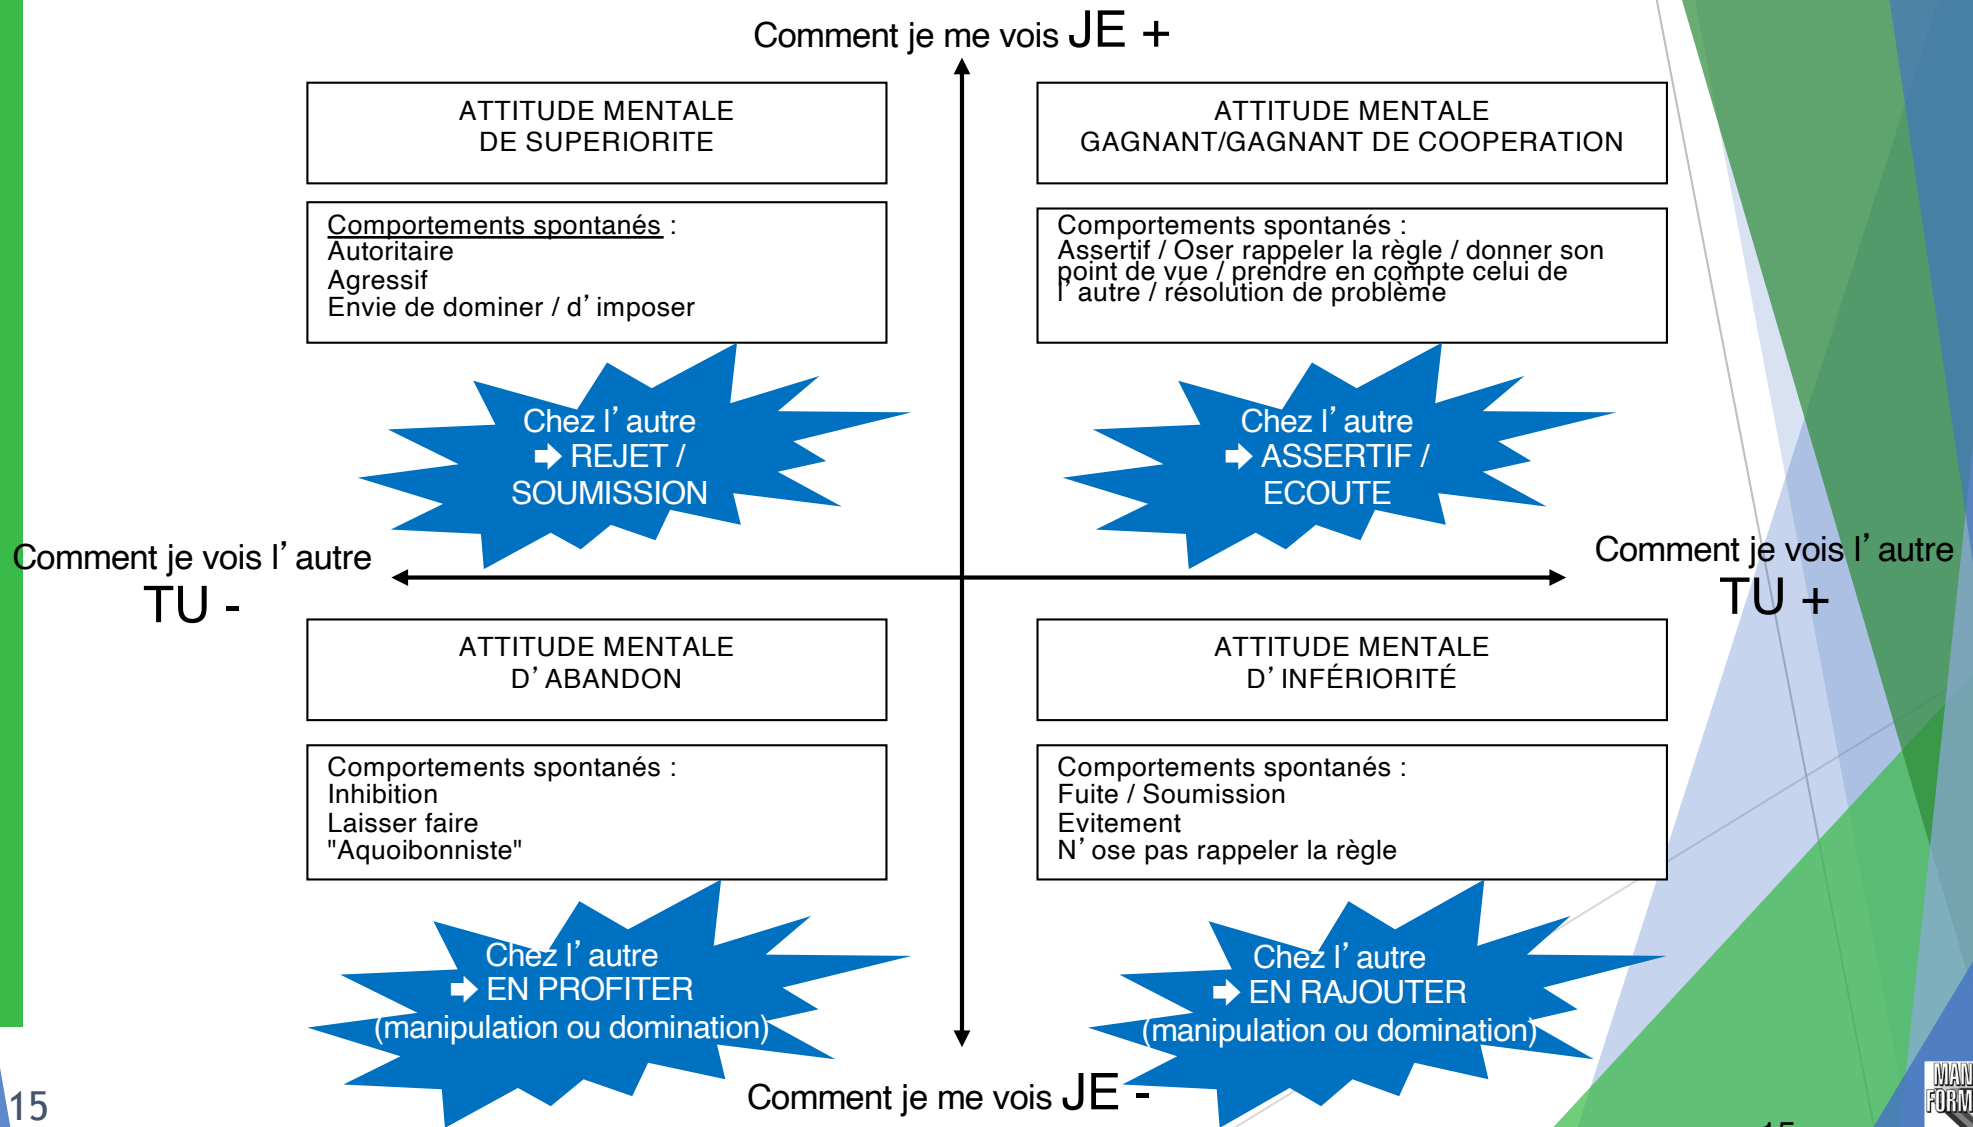 Comment je me vois JE +
ATTITUDE MENTALE
DE SUPERIORITE
Comportements spontanés :
Autoritaire
Agressif
Envie de dominer / d’ imposer
Chez l’ autre
➡ REJET /
SOUMISSION
ATTITUDE MENTALE
GAGNANT/GAGNANT DE COOPERATION
Comportements spontanés :
Assertif / Oser rappeler la règle / donner son
point de vue / prendre en compte celui de
l’ autre / résolution de problème
Chez l’ autre
➡ ASSERTIF /
ECOUTE
Comment je vois l’ autre
TU -
Comment je vois l’ autre
TU +
ATTITUDE MENTALE
D’ ABANDON
Comportements spontanés :
Inhibition
Laisser faire
"Aquoibonniste"
Chez l’ autre
➡ EN PROFITER
(manipulation ou domination)
ATTITUDE MENTALE
D’ INFÉRIORITÉ
Comportements spontanés :
Fuite / Soumission
Evitement
N’ ose pas rappeler la règle
Chez l’ autre
➡ EN RAJOUTER
(manipulation ou domination)
Comment je me vois JE -
15
15